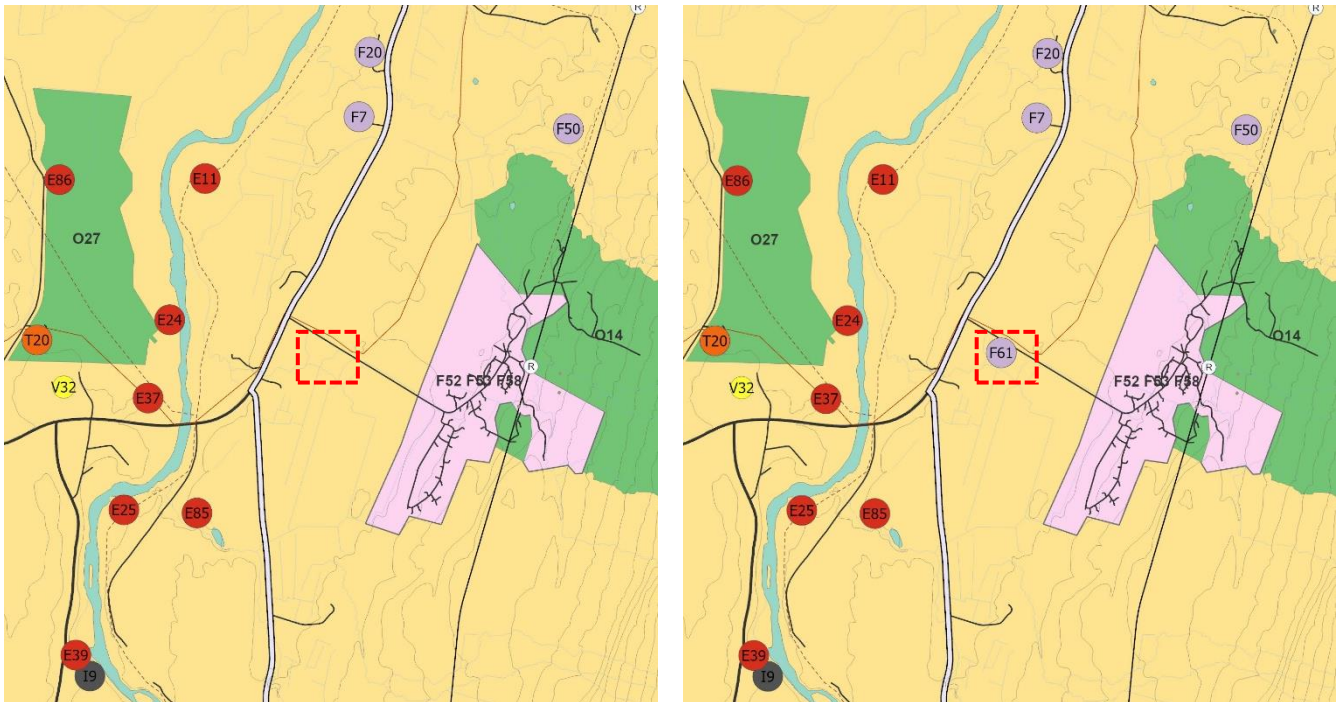 R
F20
F7
F50
E86
E11
O27
E24
O14
T20
R
V32
F52 F53 F58
E37
E25
E85
E39
I9
R
F20
F7
F50
E86
E11
O27
E24
O14
T20
F61
R
V32
F52 F53 F58
E37
E25
E85
E39
I9